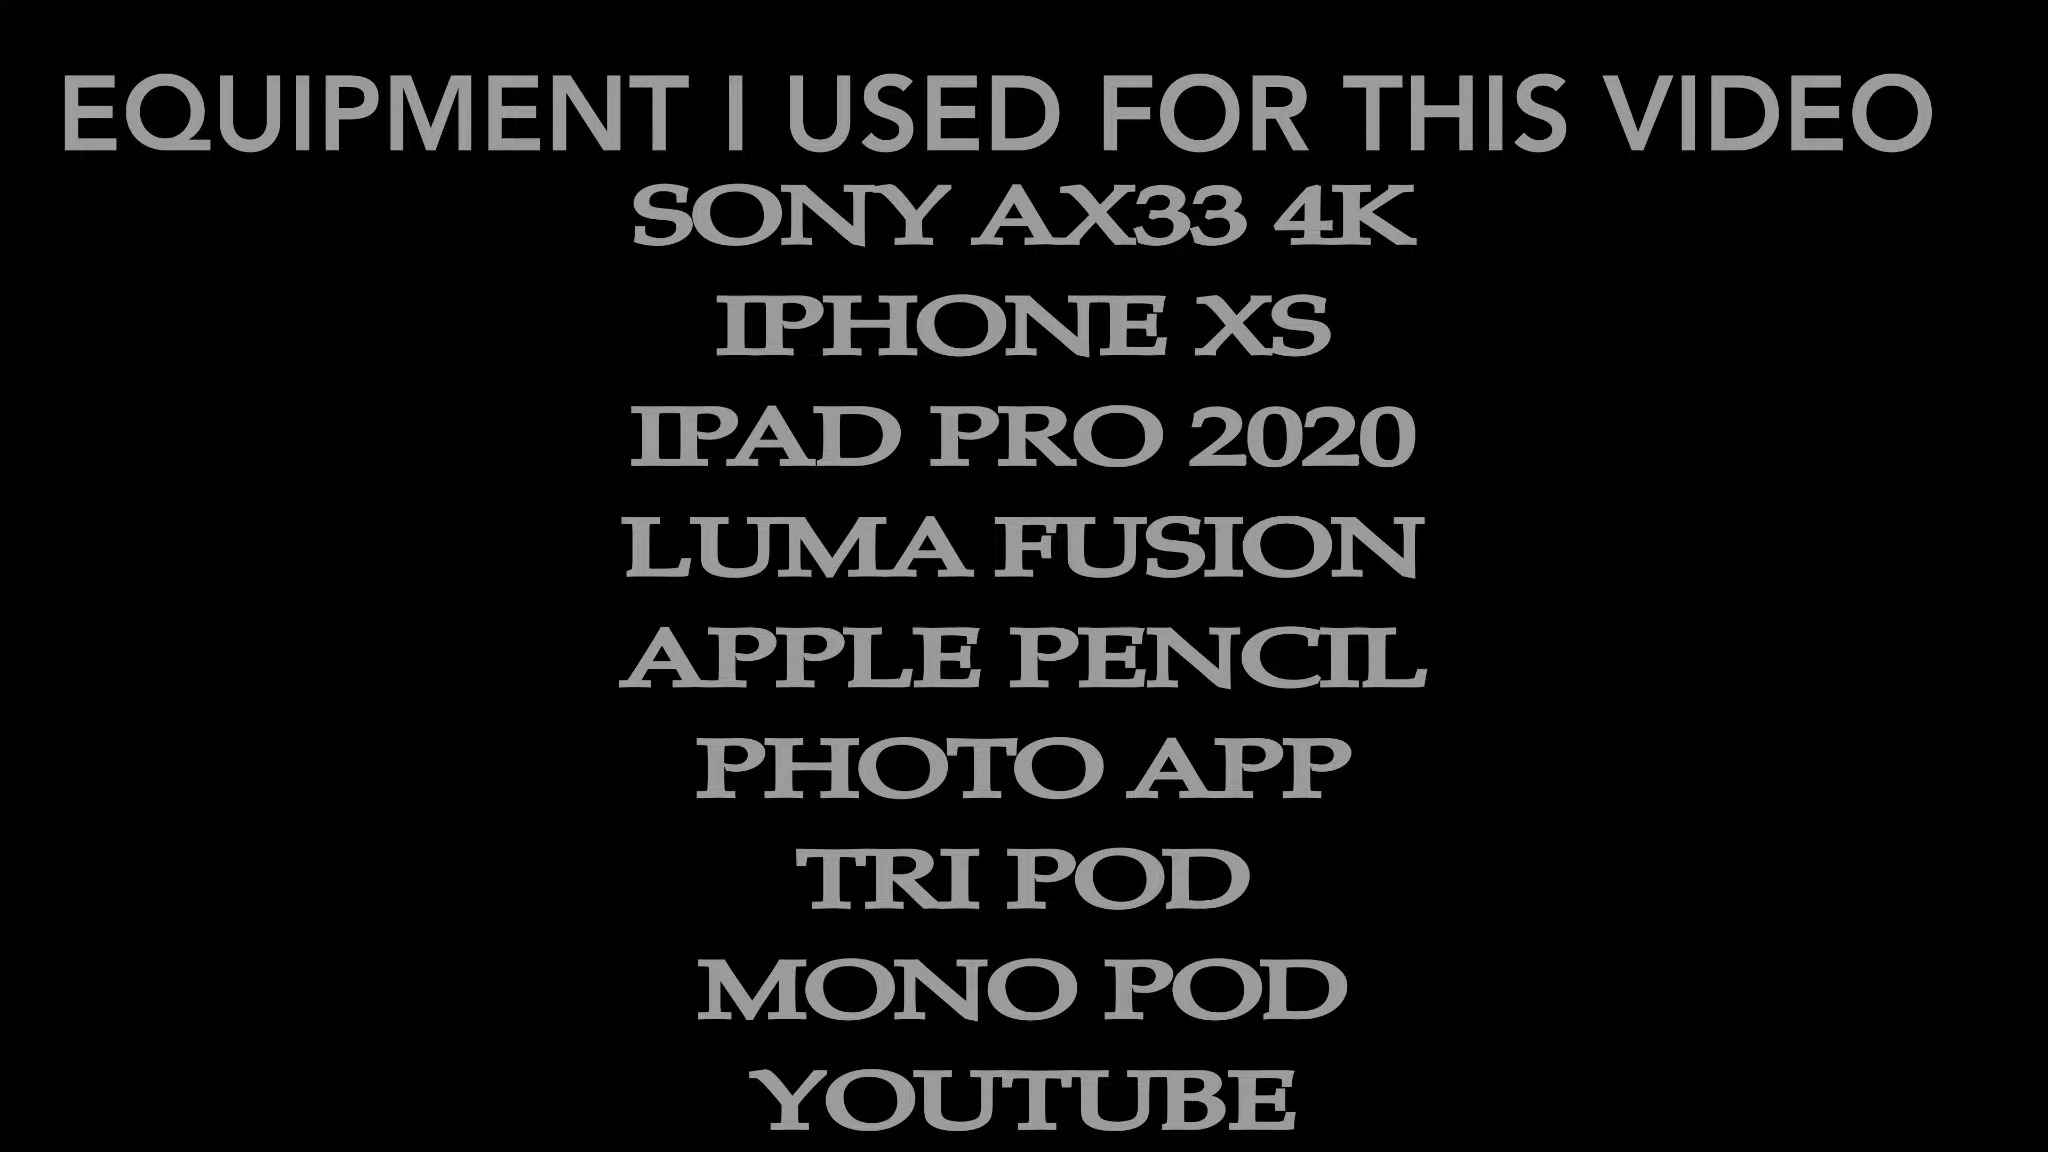 EQUIPMENT I USED FOR THIS VIDEO
SONY AX33 4K
IPHONE XS
IPAD PRO 2020
LUMA FUSION
APPLE PENCIL
PHOTO APP
TRI POD
MONO POD
YOUTUBE